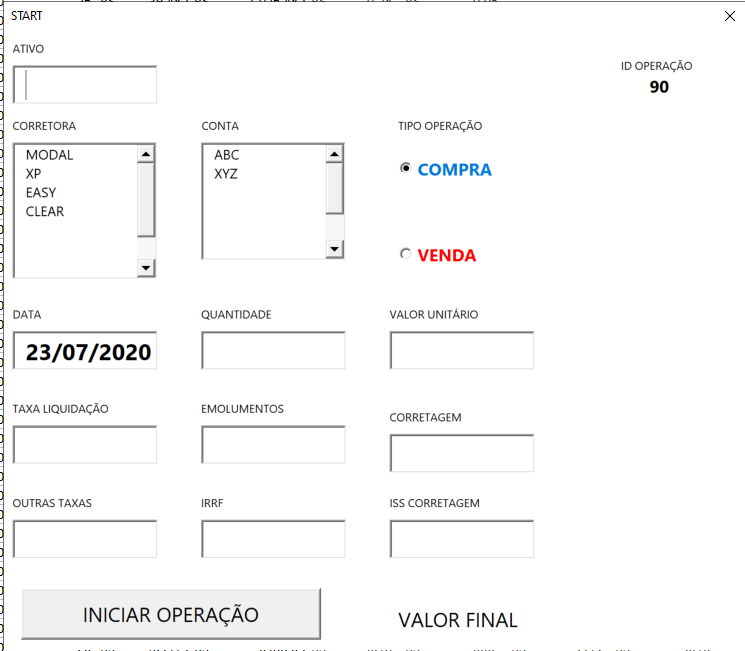 START
ATIVO
ID OPERAÇÃO
90
CORRETORA
CONTA
TIPO OPERAÇÃO
MODAL
XP
EASY
CLEAR
ABC
XYZ
COMPRA
VENDA
DATA
QUANTIDADE
VALOR UNITÁRIO
23/07/2020
TAXA LIQUIDAÇÃO
EMOLUMENTOS
CORRETAGEM
OUTRAS TAXAS
IRRF
ISS CORRETAGEM
INICIAR OPERAÇÃO
VALOR FINAL